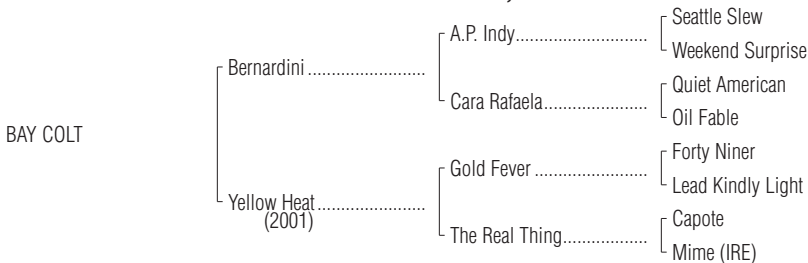 Seattle Slew
A.P. Indy..............................
Weekend Surprise
Bernardini ...........................
Quiet American
Cara Rafaela........................
Oil Fable
BAY COLT
Forty Niner
Gold Fever ..........................
Lead Kindly Light
Yellow Heat.........................
(2001)
Capote
The Real Thing....................
Mime (IRE)